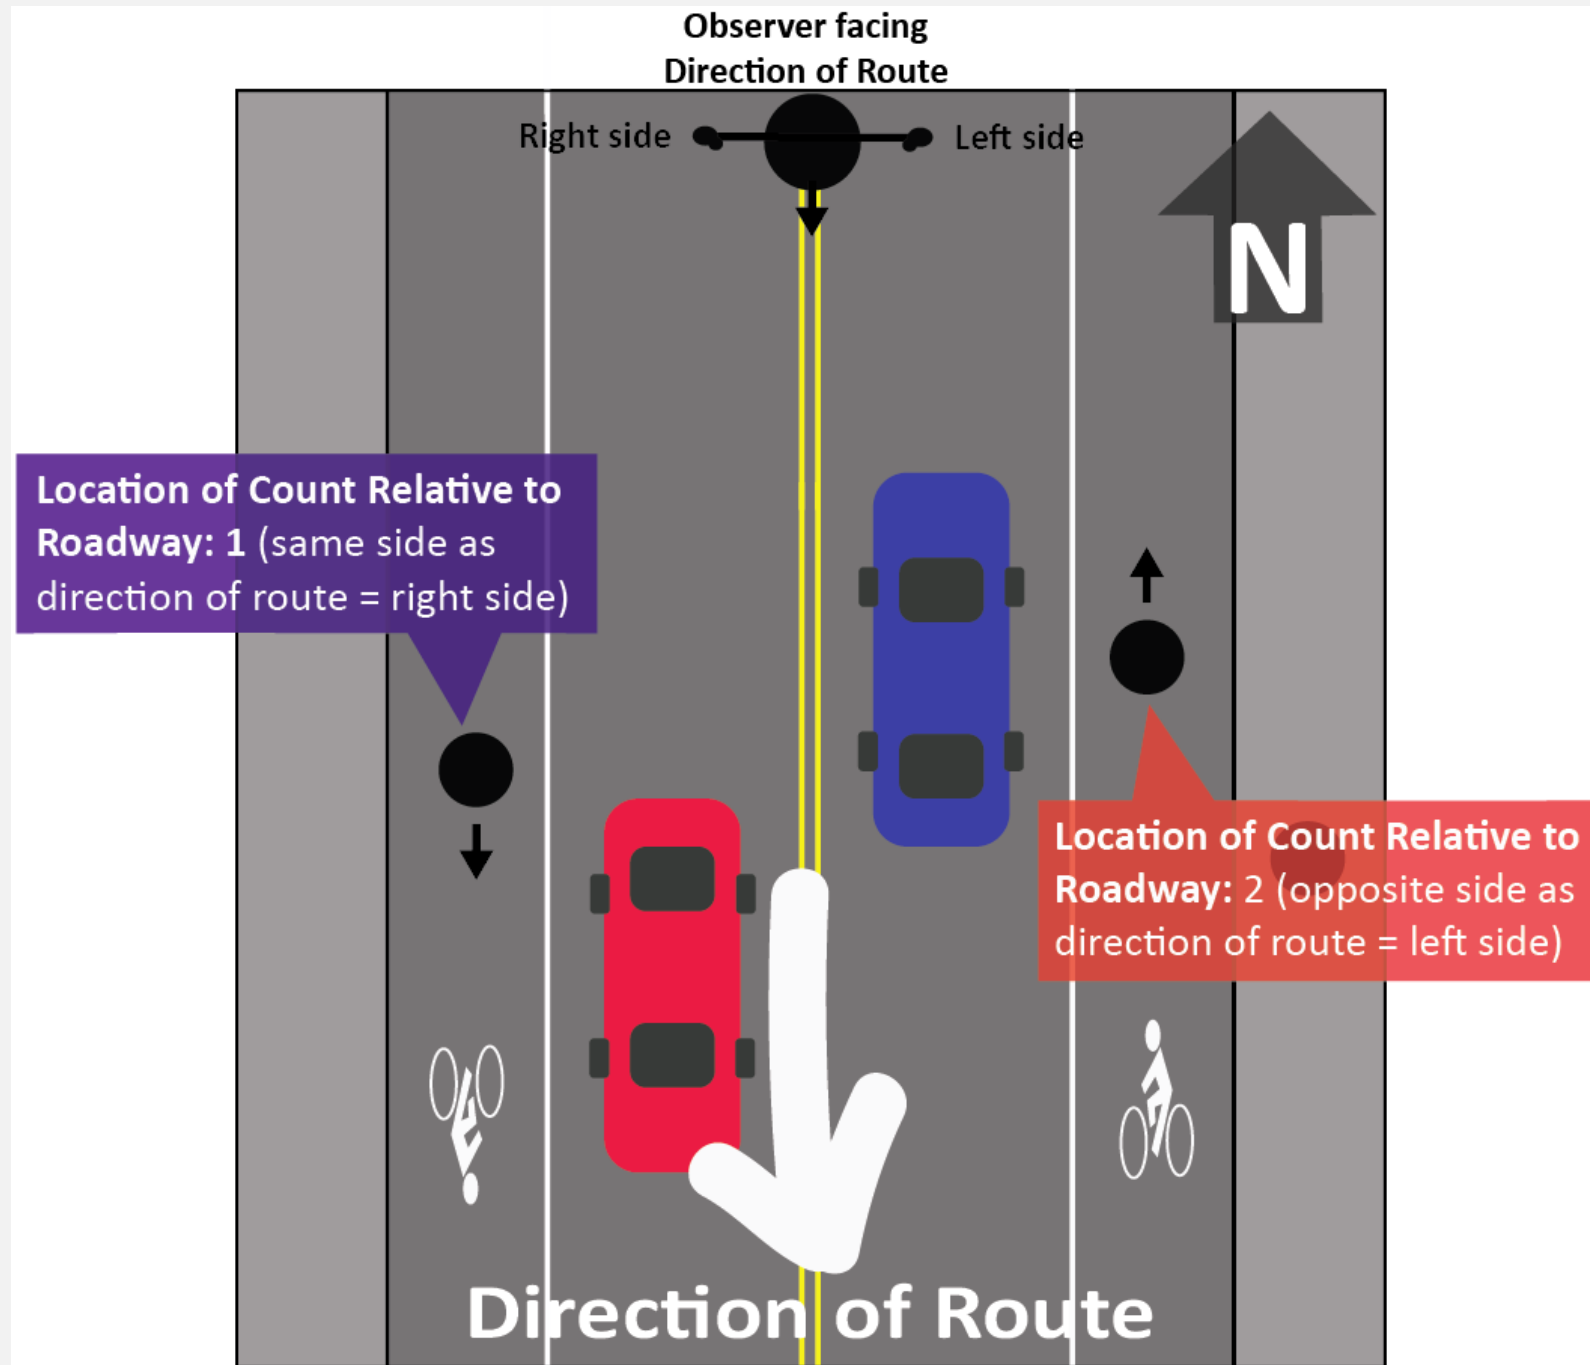 Observer facing
Direction of Route
Right side
Left side
N
Location of Count Relative to
Roadway: 1 (same side as
direction of route = right side)
Location of Count Relative to
Roadway: 2 (opposite side as
direction of route = left side)
Direction of Route